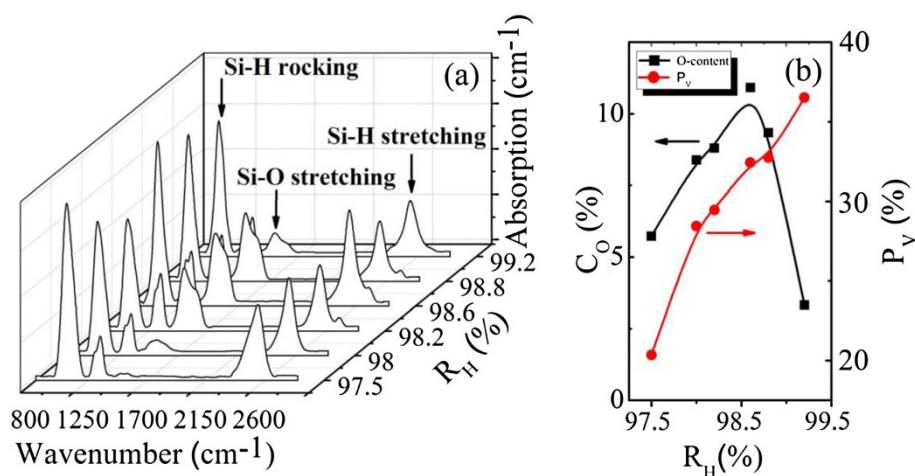 (a)
Si-H rocking
Si-H stretching
Si-O stretching
Absorption (cm-1)
99.2
98.8
98.6
98.2
98
97.5
RH (%)
800 1250 1700 2150 2600
Wavenumber (cm-1)
(b)
O-content
PV
CO (%)
10
5
0
PV (%)
40
30
20
97.5 98.5 99.5
RH(%)